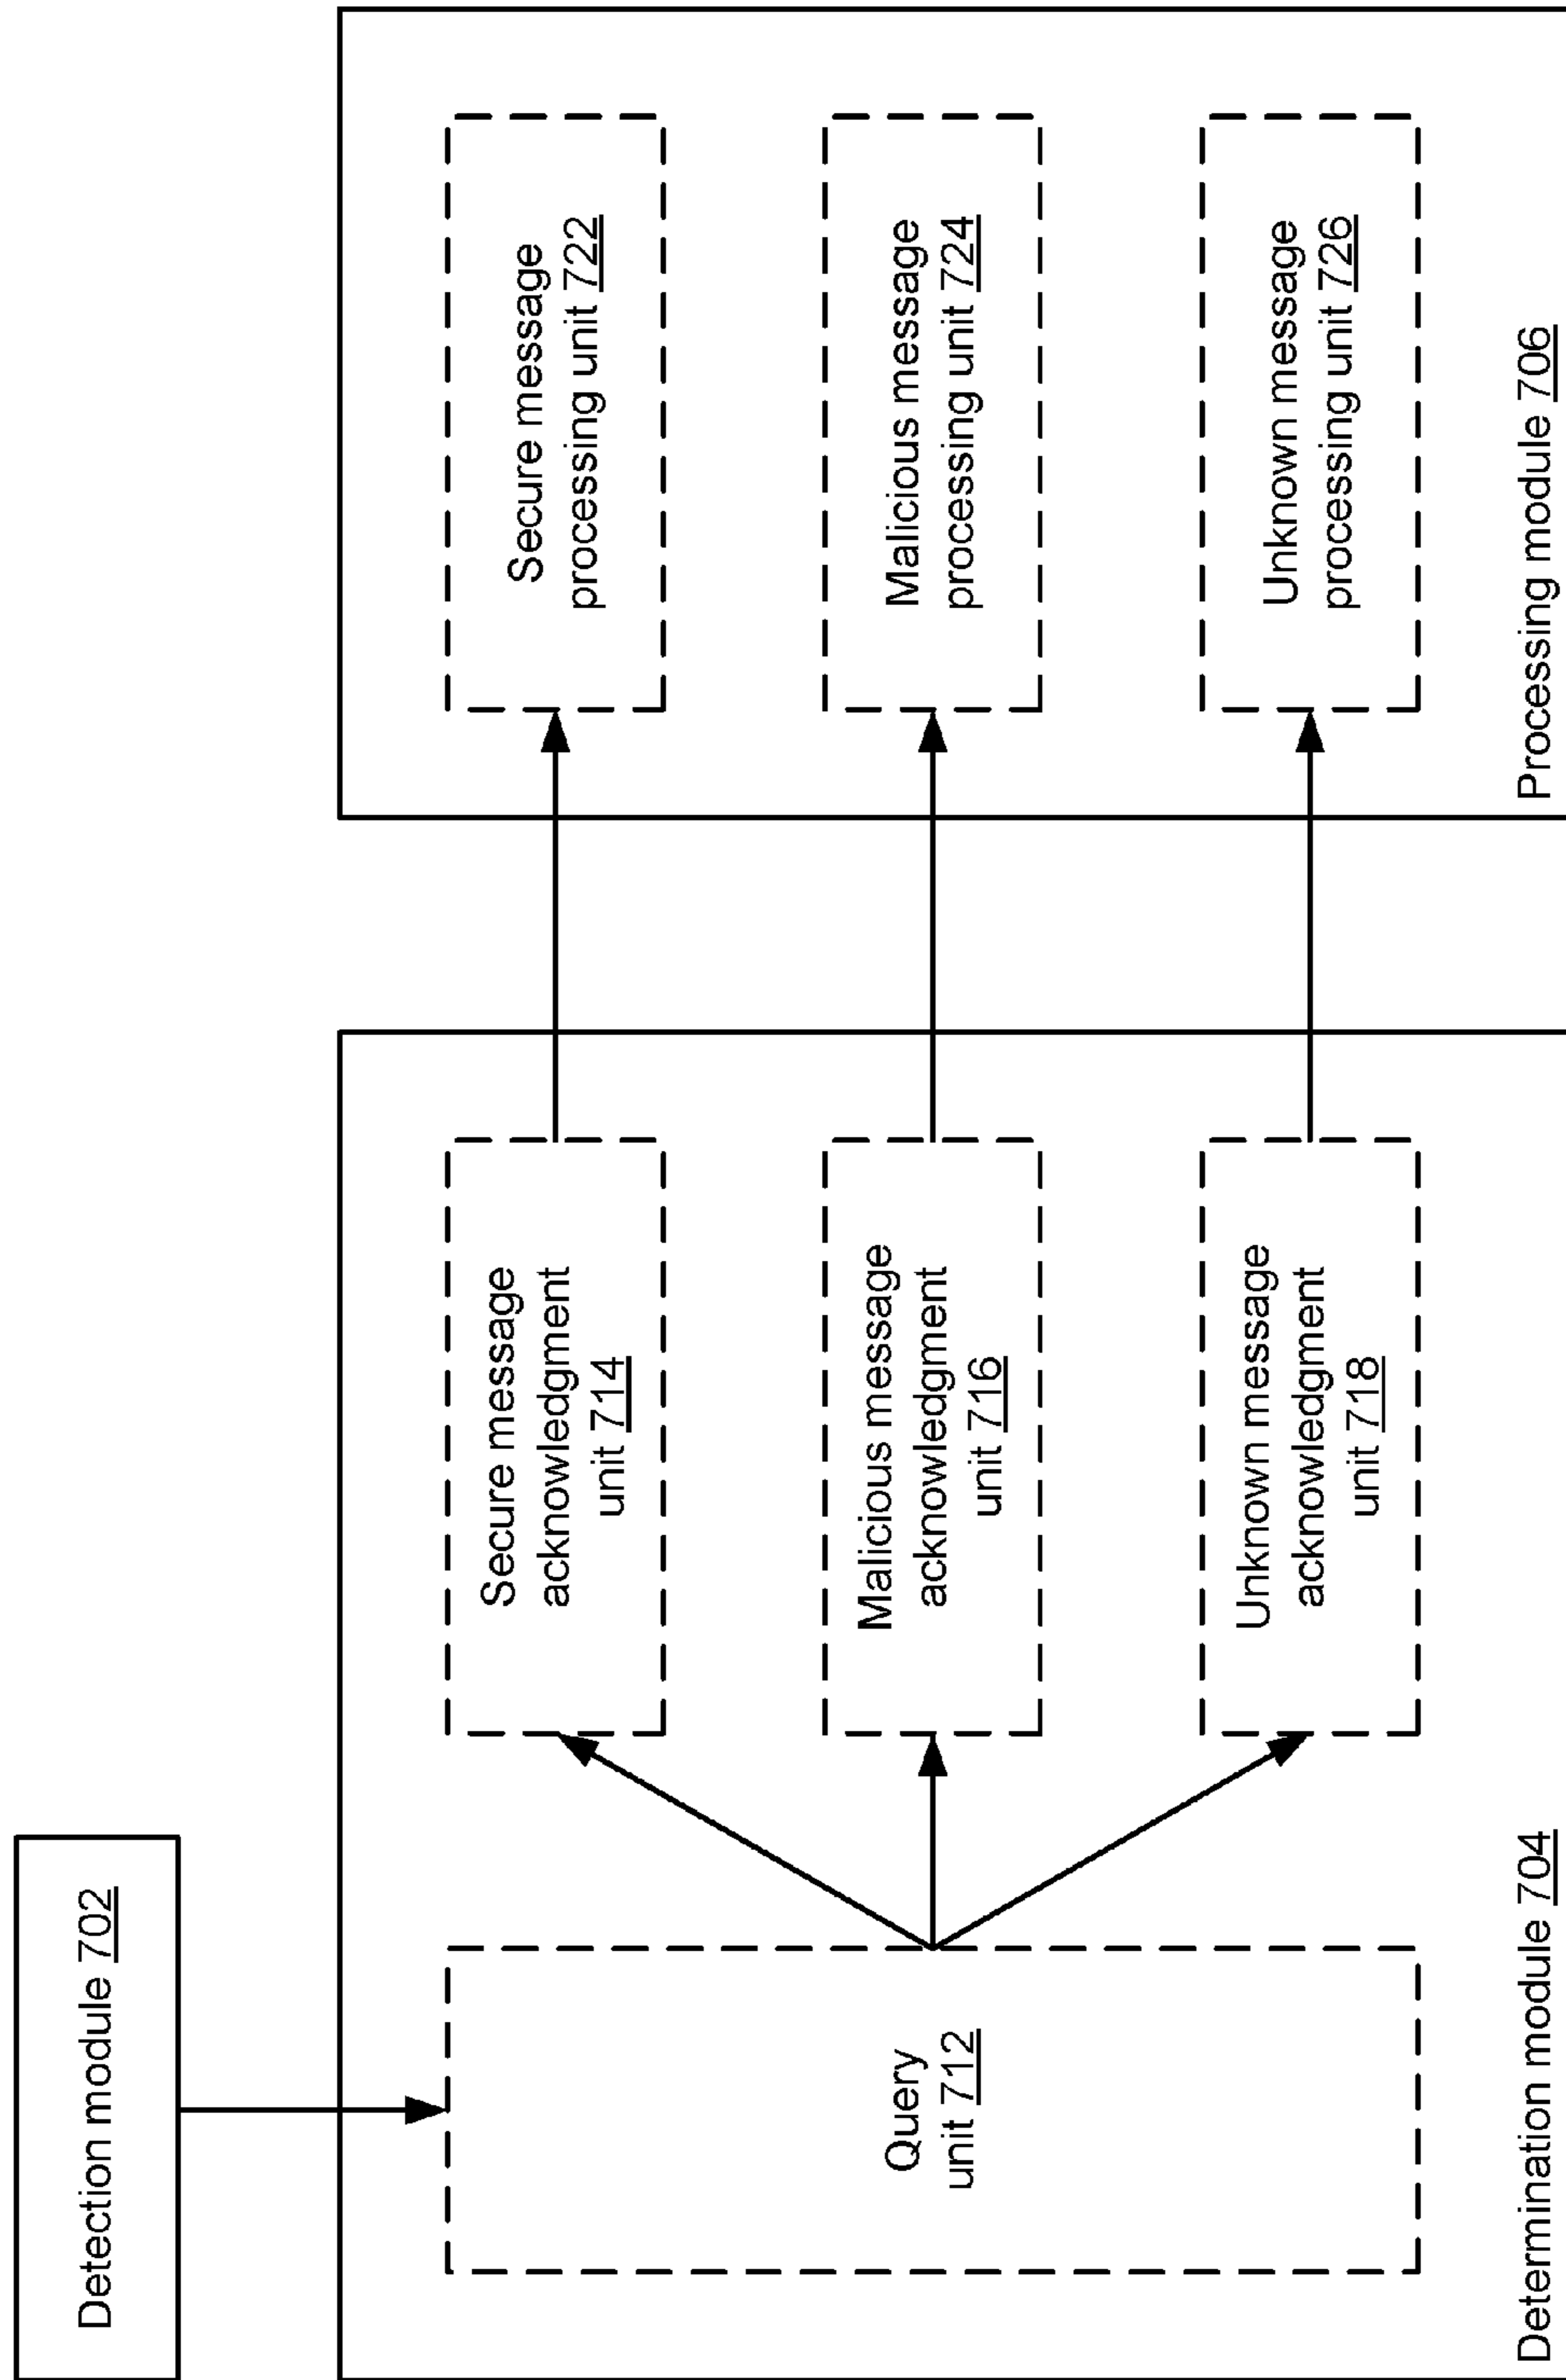 Detection module 702
Query
unit 712
Secure message
acknowledgment
unit 714
Malicious message
acknowledgment
unit 716
Unknown message
acknowledgment
unit 718
Determination module 704
Secure message
processing unit 722
Malicious message
processing unit 724
Unknown message
processing unit 726
Processing module 706